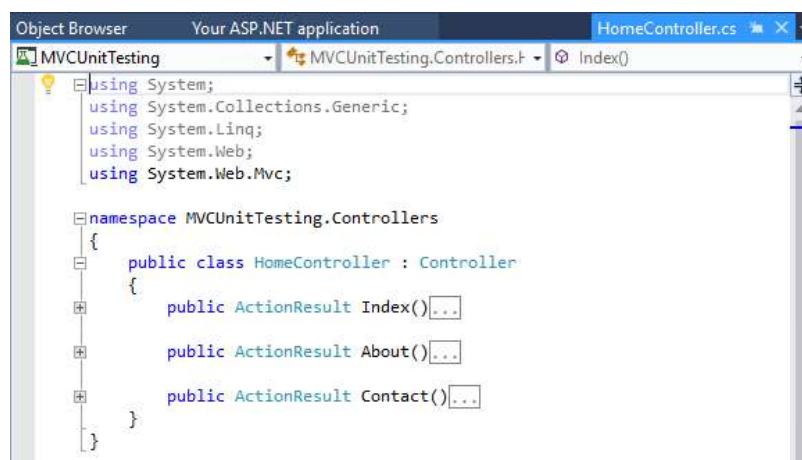 Object Browser Your ASP.NET application HomeController.cs
MVCUnitTesting MVCUnitTesting.Controllers.H Index()
using System;
using System.Collections.Generic;
using System.Linq;
using System.Web;
using System.Web.Mvc;
namespace MVCUnitTesting.Controllers
{
public class HomeController : Controller
{
public ActionResult Index()...
public ActionResult About()...
public ActionResult Contact()...
}
}